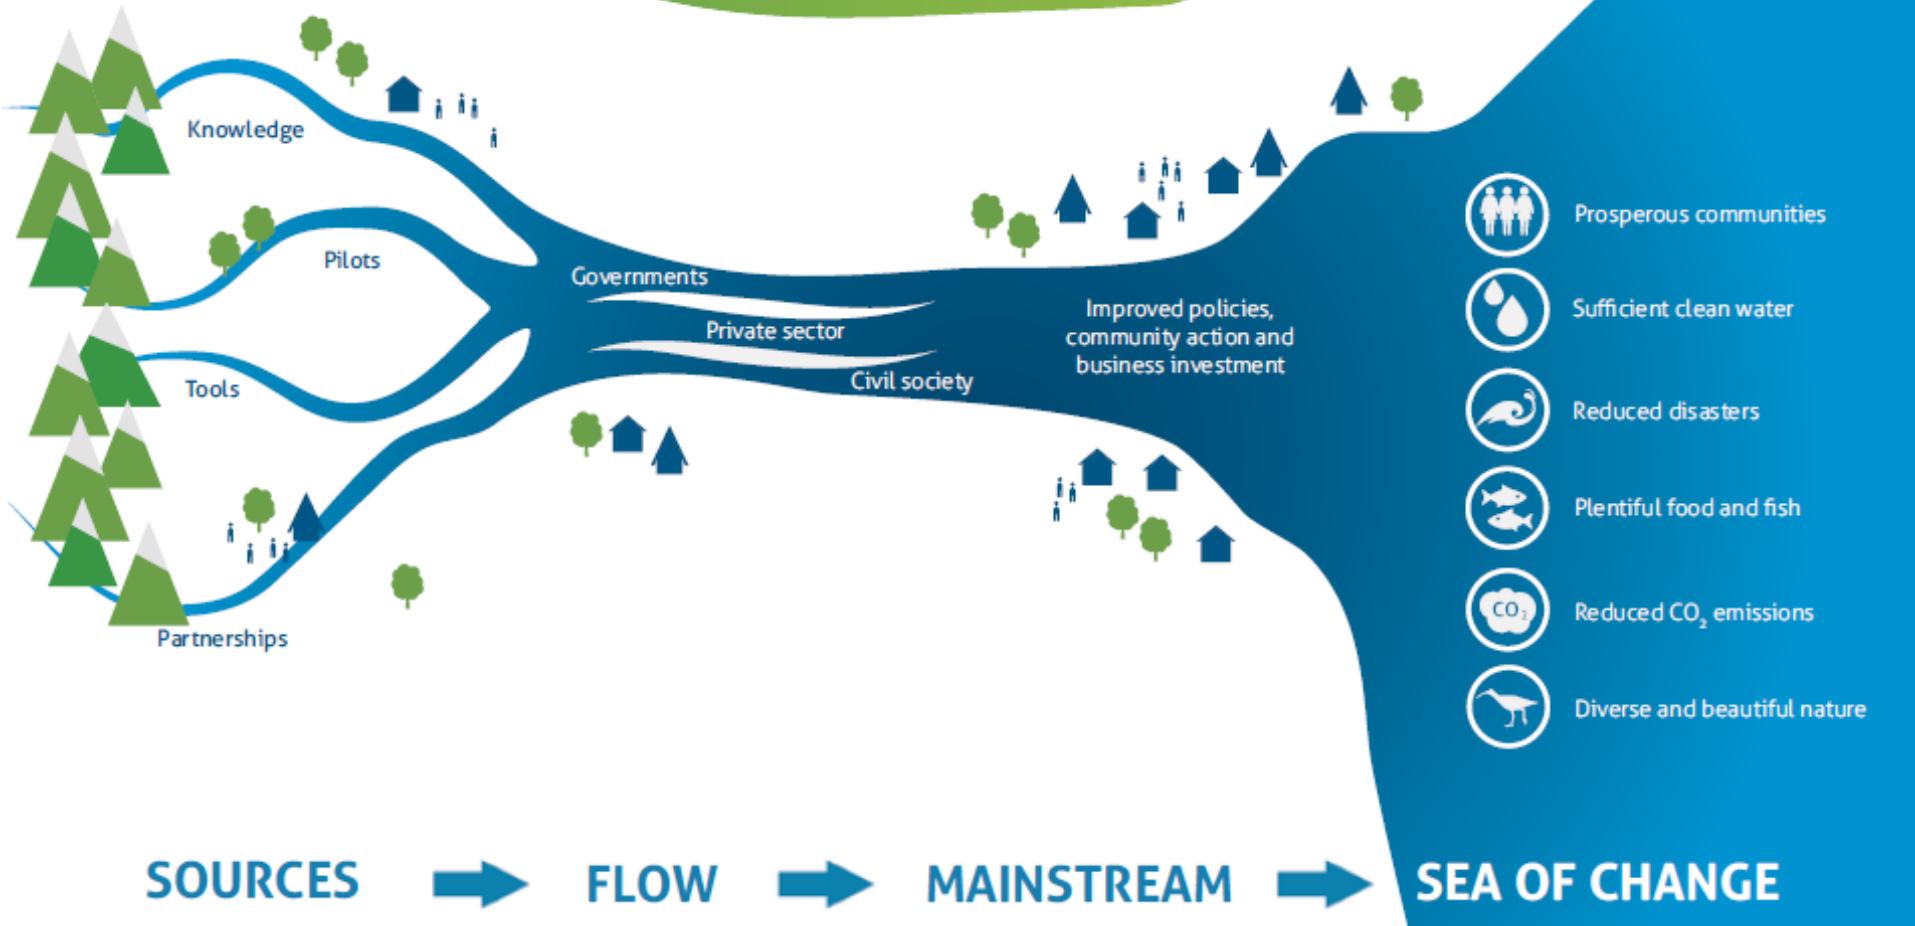 Knowledge
Pilots
Tools
Partnerships
Governments
Private sector
Civil society
Improved policies,
community action and
business investment
Prosperous communities
Sufficient clean water
Reduced disasters
Plentiful food and fish
CO₂
Reduced CO₂ emissions
Diverse and beautiful nature
SOURCES
FLOW
MAINSTREAM
SEA OF CHANGE